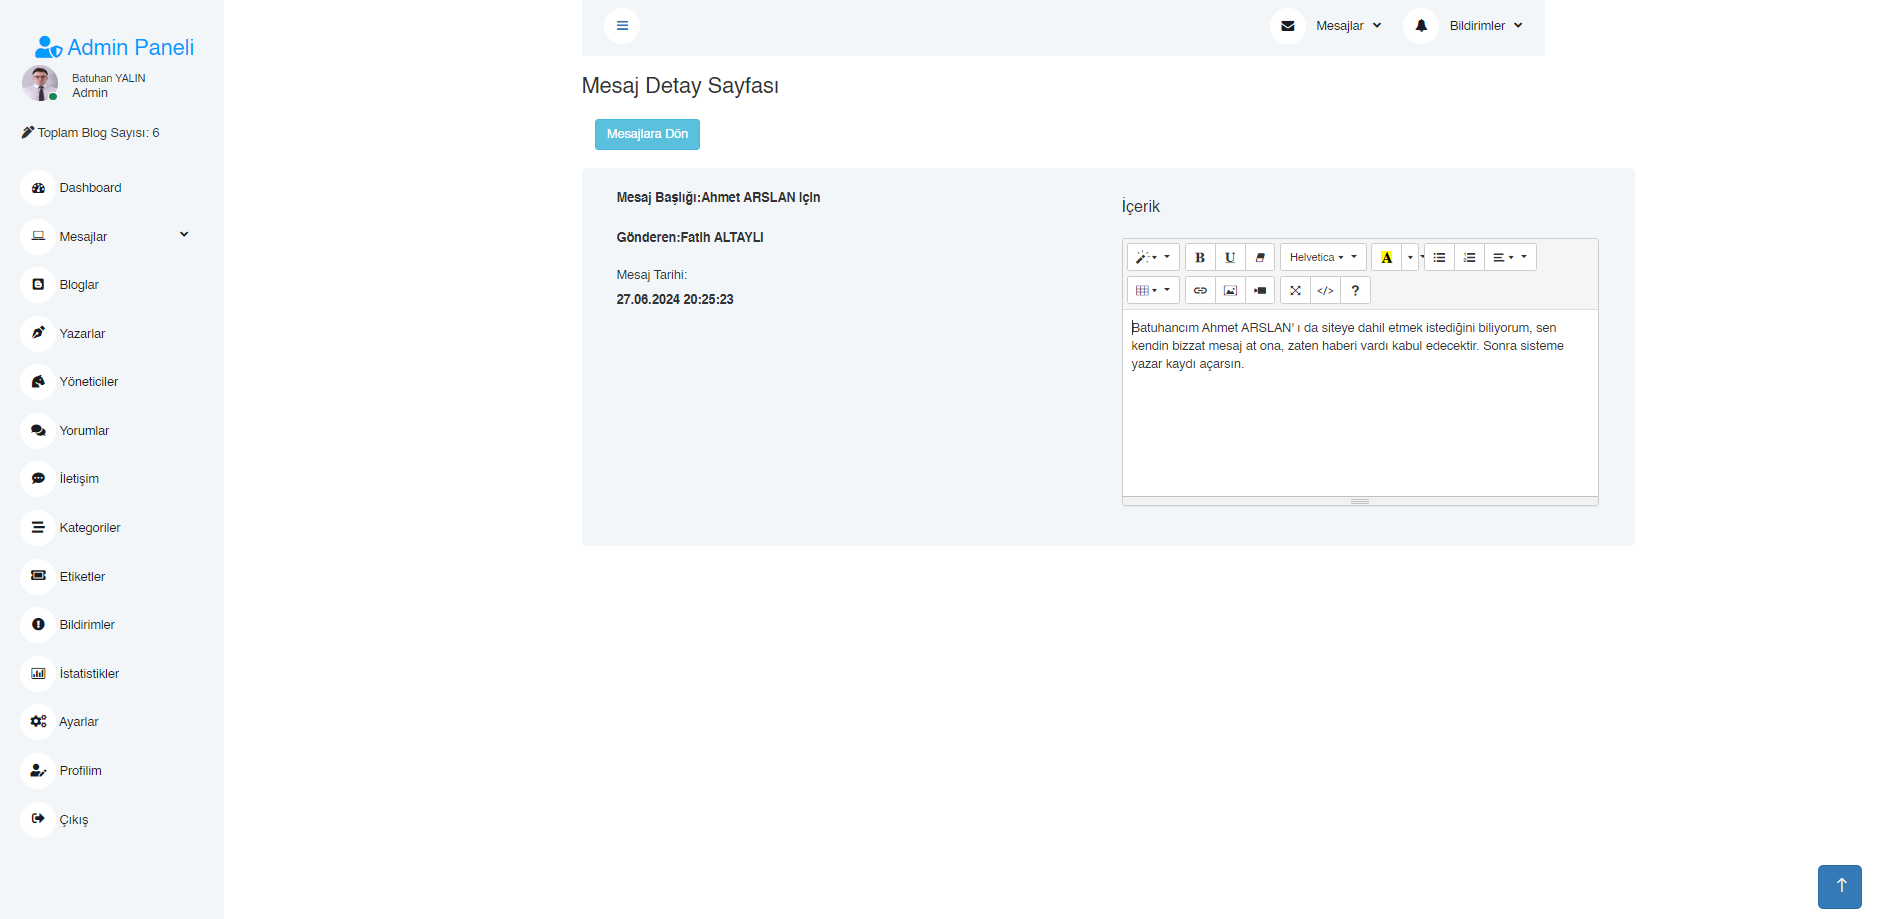 Admin Paneli
Batuhan YALIN
Admin
Toplam Blog Sayısı: 6
Dashboard
Mesajlar
Bloglar
Yazarlar
Yöneticiler
Yorumlar
İletişim
Kategoriler
Etiketler
Bildirimler
İstatistikler
Ayarlar
Profilim
Çıkış
Mesajlar
Bildirimler
Mesaj Detay Sayfası
Mesajlara Dön
Mesaj Başlığı:Ahmet ARSLAN için
Gönderen:Fatih ALTAYLI
Mesaj Tarihi:
27.06.2024 20:25:23
İçerik
B U Helvetica A
</> ?
Batuhancım Ahmet ARSLAN' ı da siteye dahil etmek istediğini biliyorum, sen
kendin bizzat mesaj at ona, zaten haberi vardı kabul edecektir. Sonra sisteme
yazar kaydı açarsın.